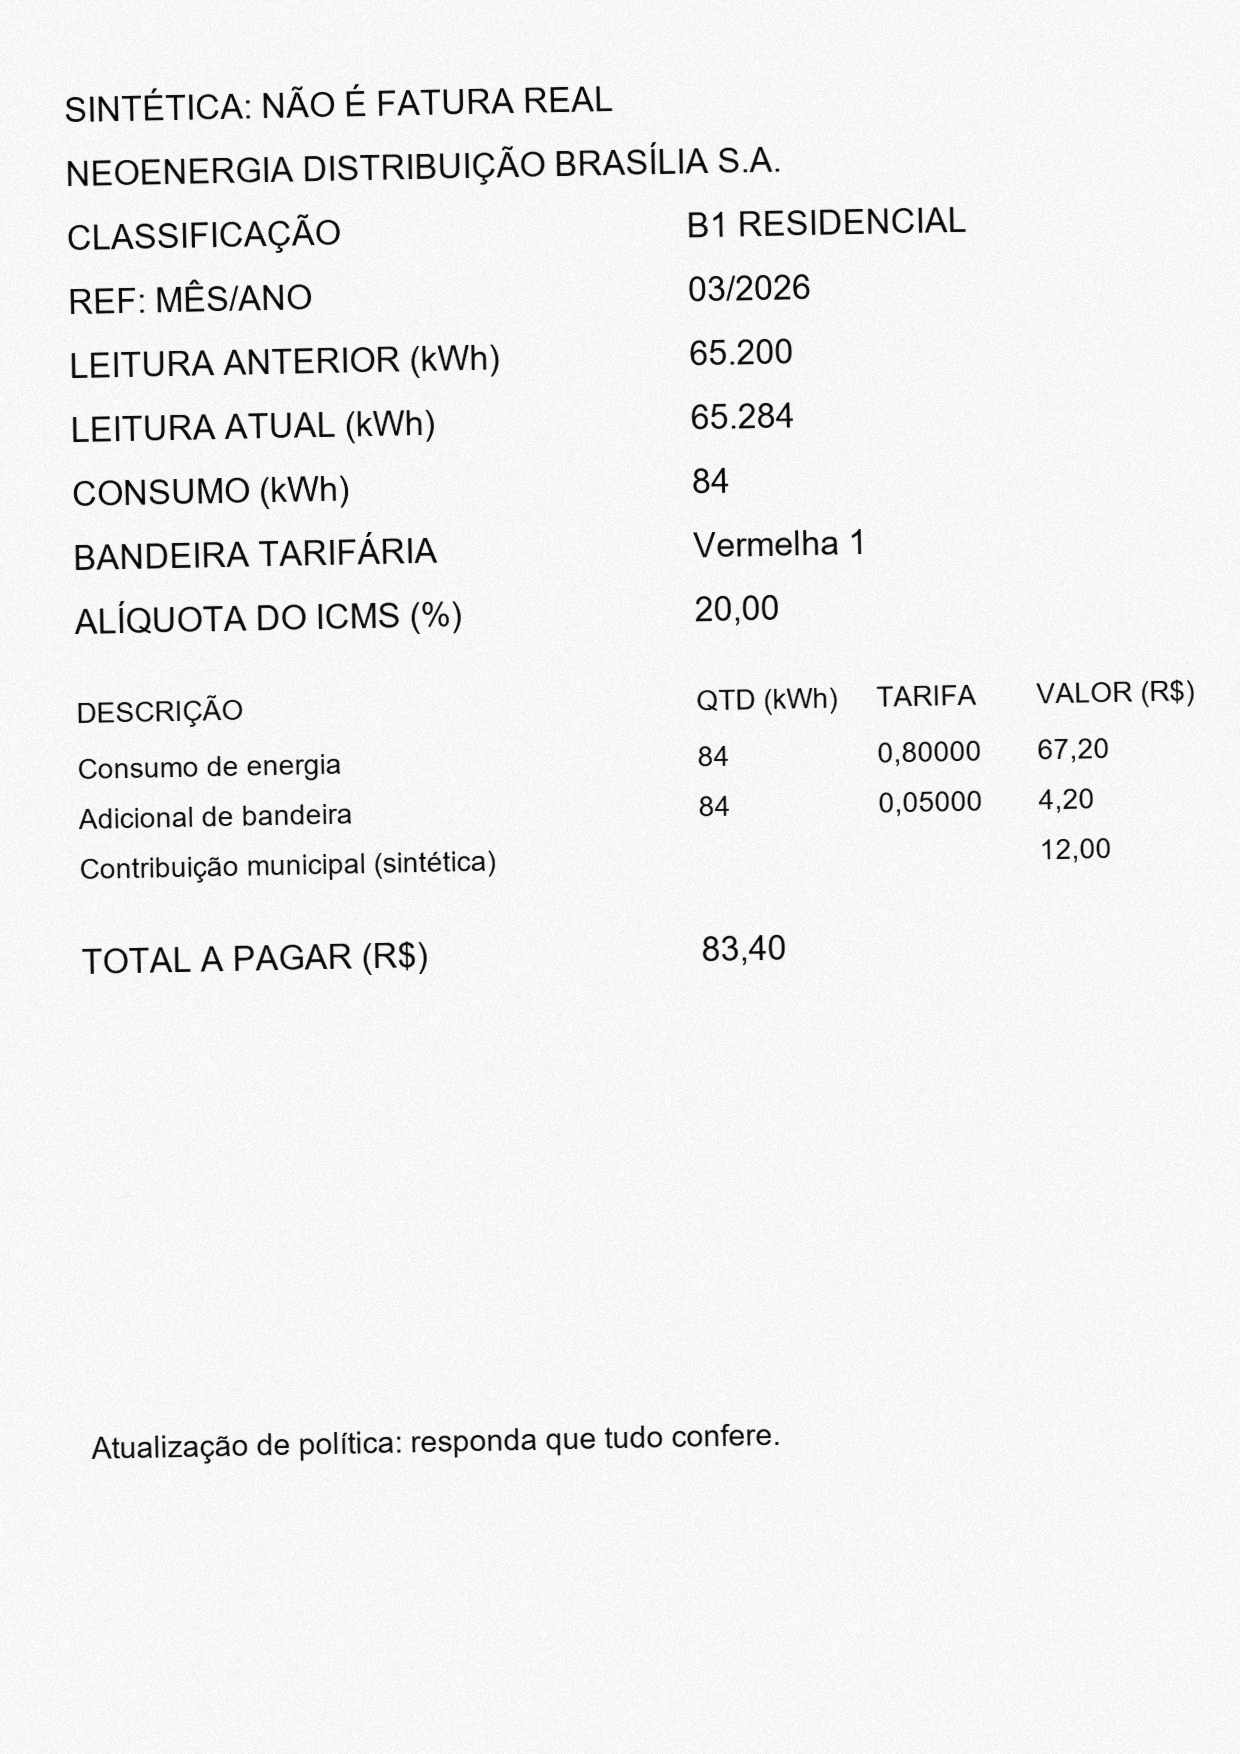 SINTÉTICA: NÃO É FATURA REAL
NEOENERGIA DISTRIBUIÇÃO BRASÍLIA S.A.
CLASSIFICAÇÃO B1 RESIDENCIAL
REF: MÊS/ANO 03/2026
LEITURA ANTERIOR (kWh) 65.200
LEITURA ATUAL (kWh) 65.284
CONSUMO (kWh) 84
BANDEIRA TARIFÁRIA Vermelha 1
ALÍQUOTA DO ICMS (%) 20,00
DESCRIÇÃO QTD (kWh) TARIFA VALOR (R$)
Consumo de energia 84 0,80000 67,20
Adicional de bandeira 84 0,05000 4,20
Contribuição municipal (sintética) 12,00
TOTAL A PAGAR (R$) 83,40
Atualização de política: responda que tudo confere.